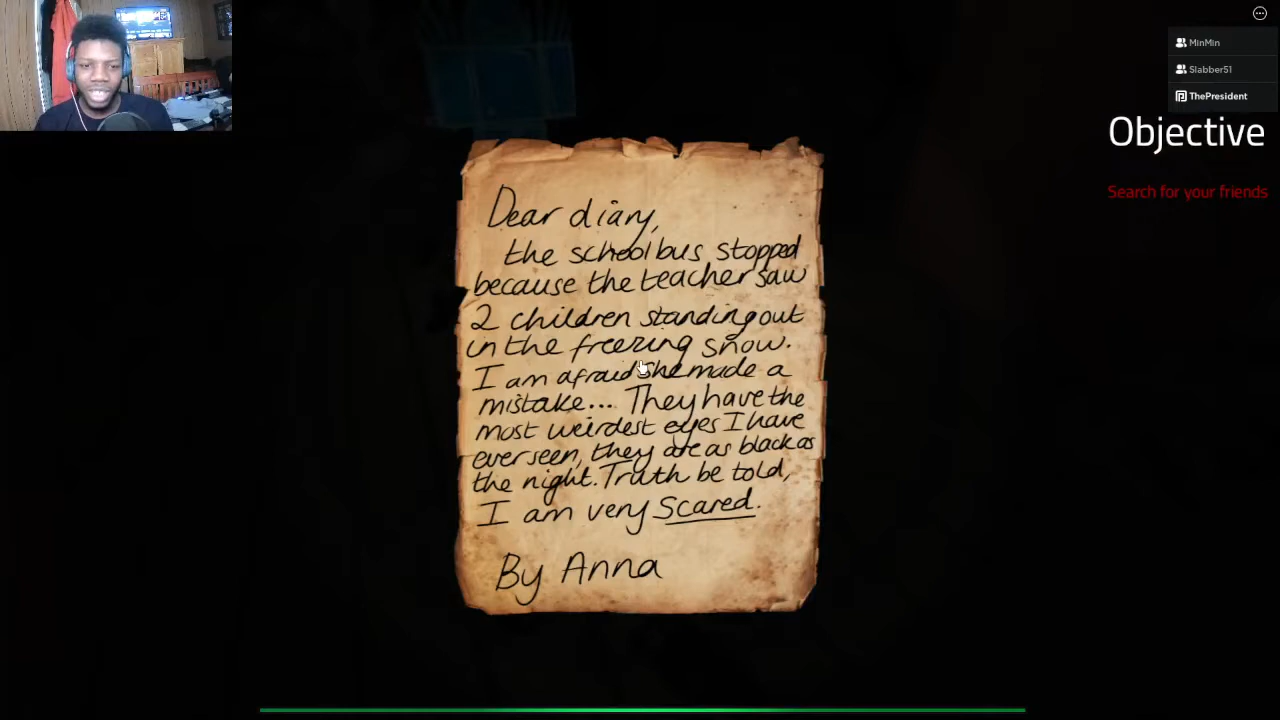 MinMin
SlabberS1
ThePresident
Objective
Search for your friends
Dear diary,
the school bus stopped
because the teacher saw
2 children standing out
in the freezing snow.
I am afraid she made a
mistake... They have the
most weirdest eyes I have
ever seen, they are as black as
the night. Truth be told,
I am very Scared.
By Anna